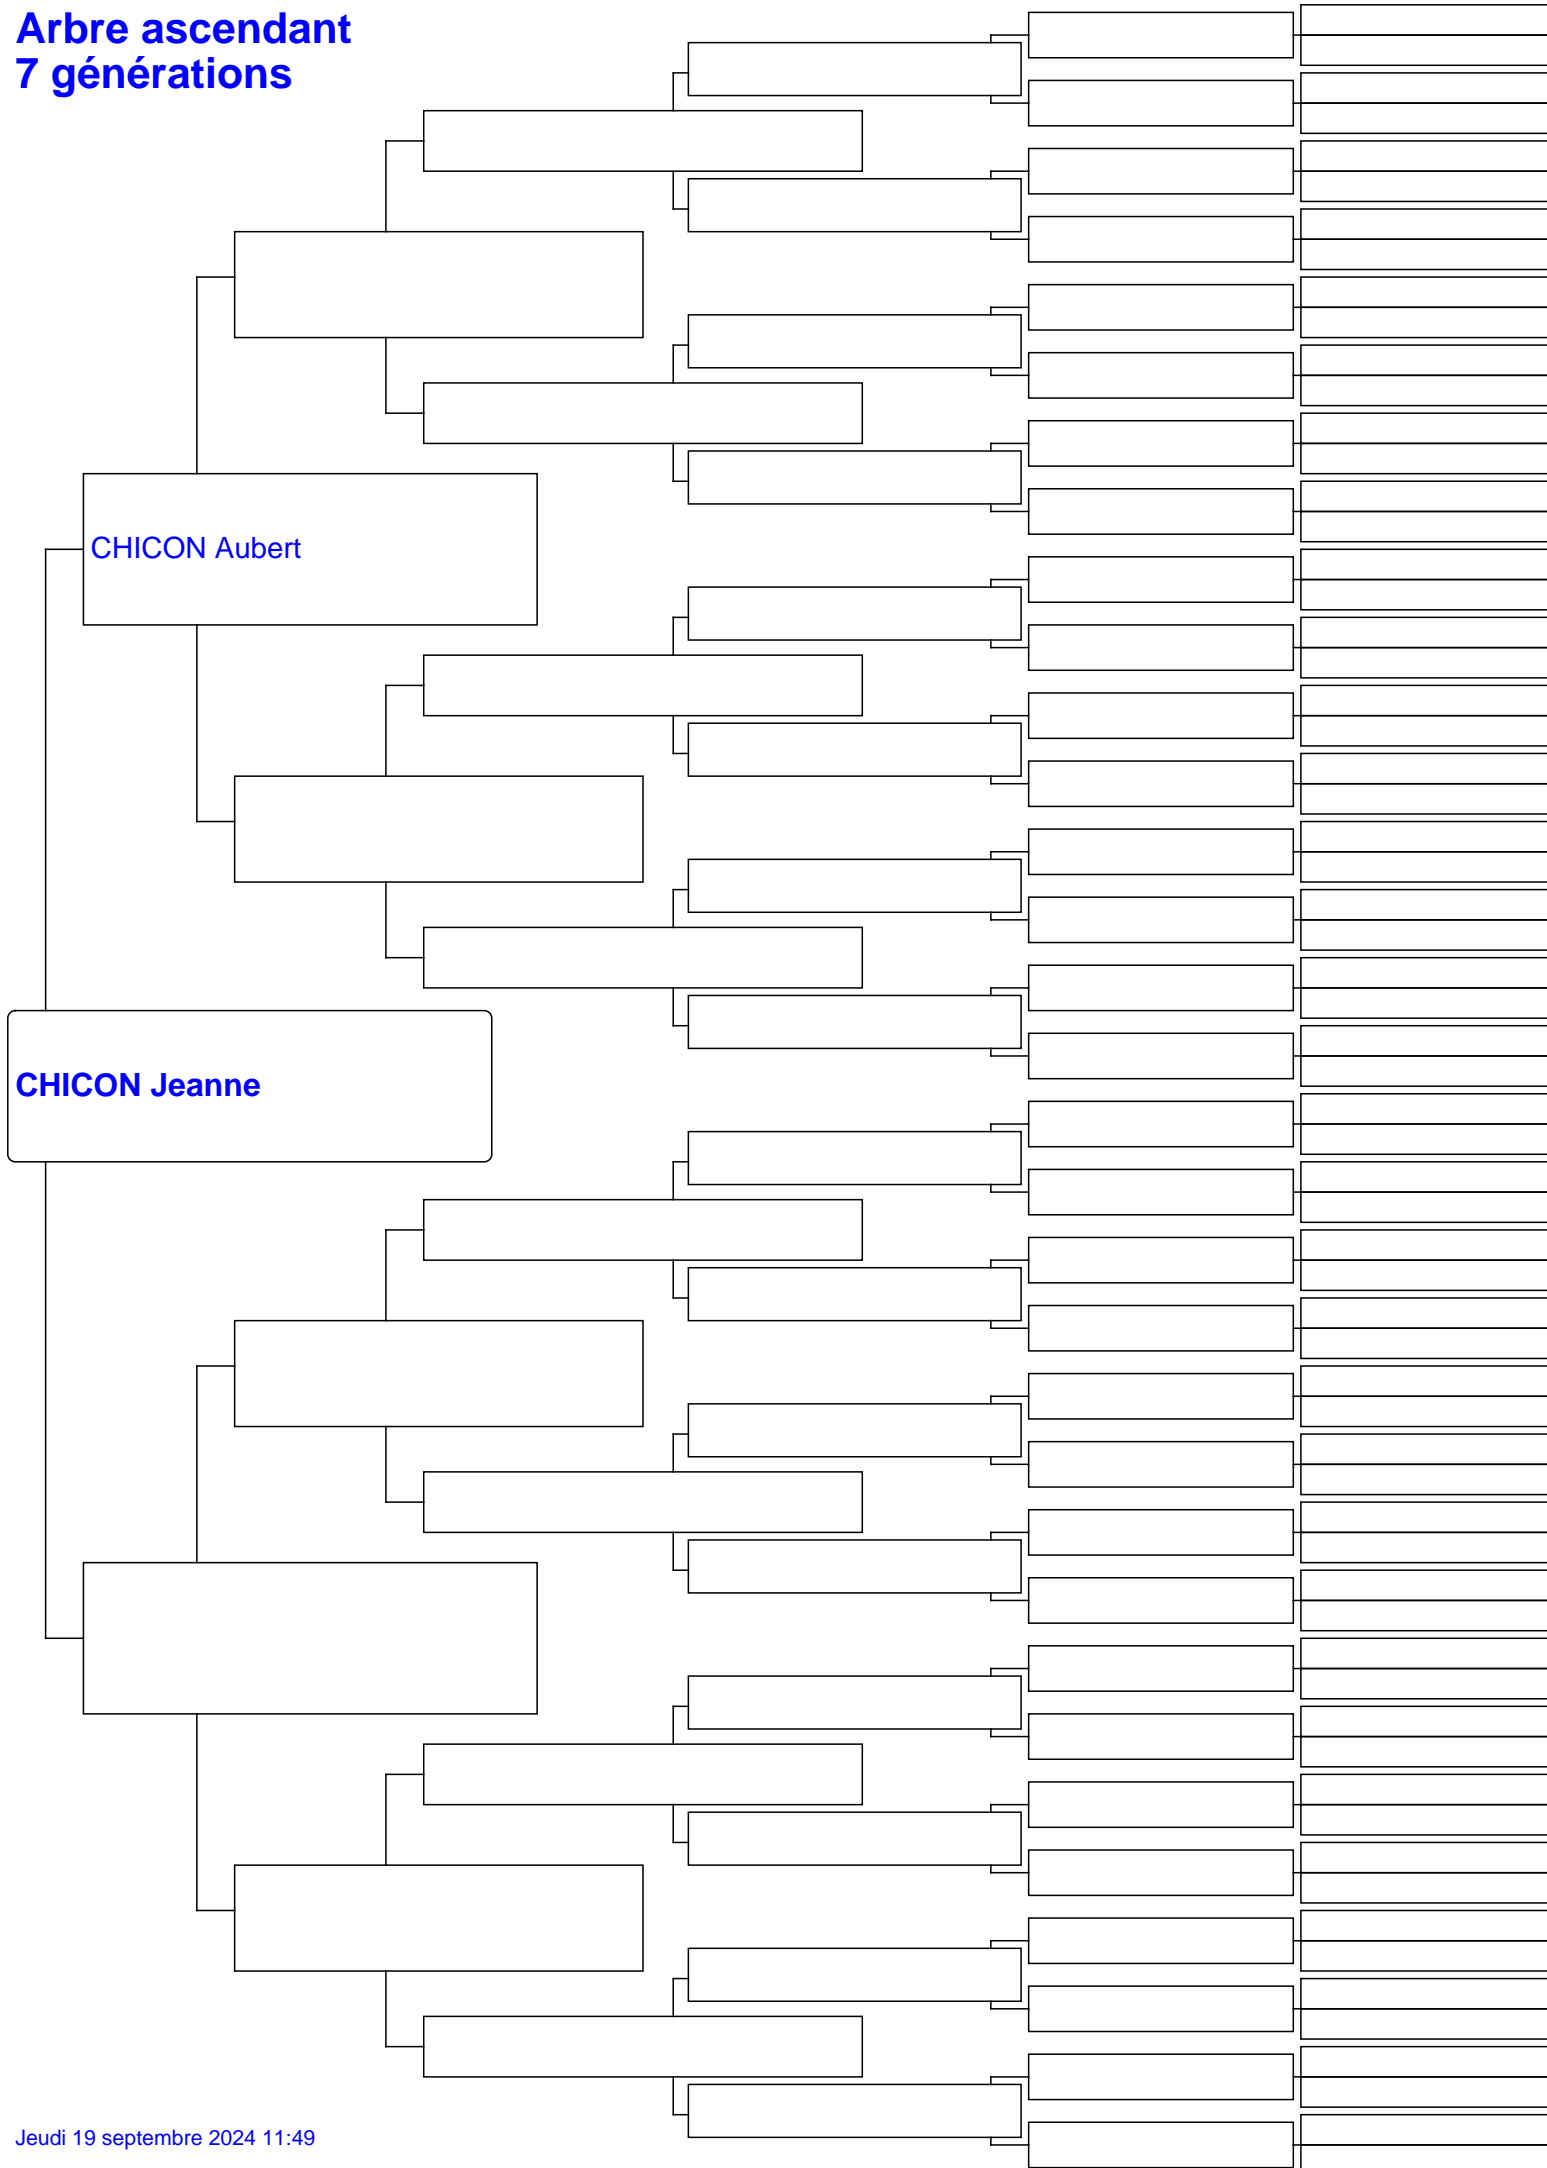 Arbre ascendant
7 générations
CHICON Aubert
CHICON Jeanne
Jeudi 19 septembre 2024 11:49